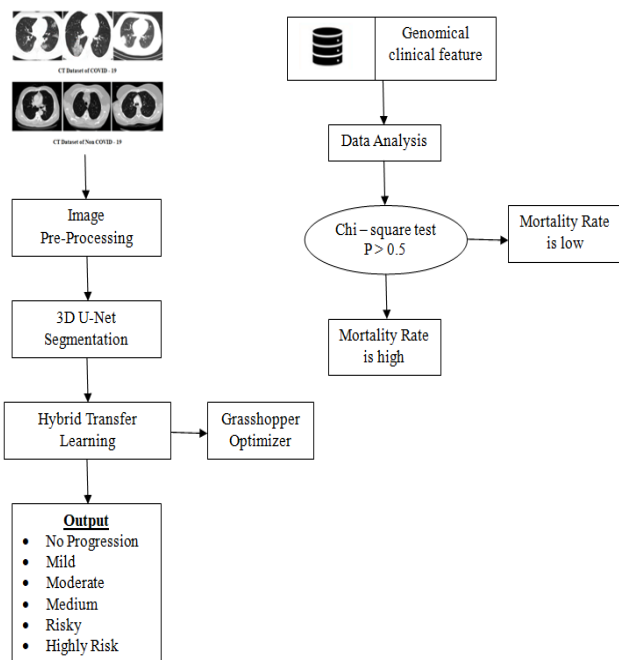 CT Dataset of COVID - 19
CT Dataset of Non COVID - 19
Image
Pre-Processing
3D U-Net
Segmentation
Hybrid Transfer
Learning
Grasshopper
Optimizer
Output
• No Progression
• Mild
• Moderate
• Medium
• Risky
• Highly Risk
Genomical
clinical feature
Data Analysis
Chi – square test
P > 0.5
Mortality Rate
is low
Mortality Rate
is high